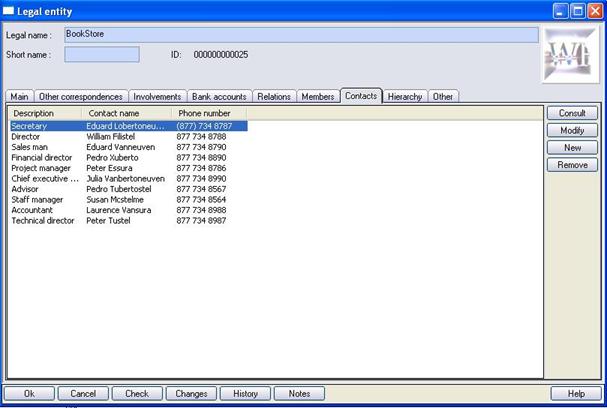 Legal entity
Legal name : BookStore
Short name : ID: 000000000025
Main Other correspondences Involvements Bank accounts Relations Members Contacts Hierarchy Other
Description Contact name Phone number
Secretary Eduard Lobertoneu... (877) 734 8787
Director William Filistel 877 734 8788
Sales man Eduard Vanneuven 877 734 8790
Financial director Pedro Xuberto 877 734 8890
Project manager Peter Essura 877 734 8786
Chief executive ... Julia Vanbertoneuven 877 734 8990
Advisor Pedro Tubertostel 877 734 8567
Staff manager Susan Mcstelme 877 734 8564
Accountant Laurence Vansura 877 734 8988
Technical director Peter Tustel 877 734 8987
Consult
Modify
New
Remove
Ok Cancel Check Changes History Notes Help